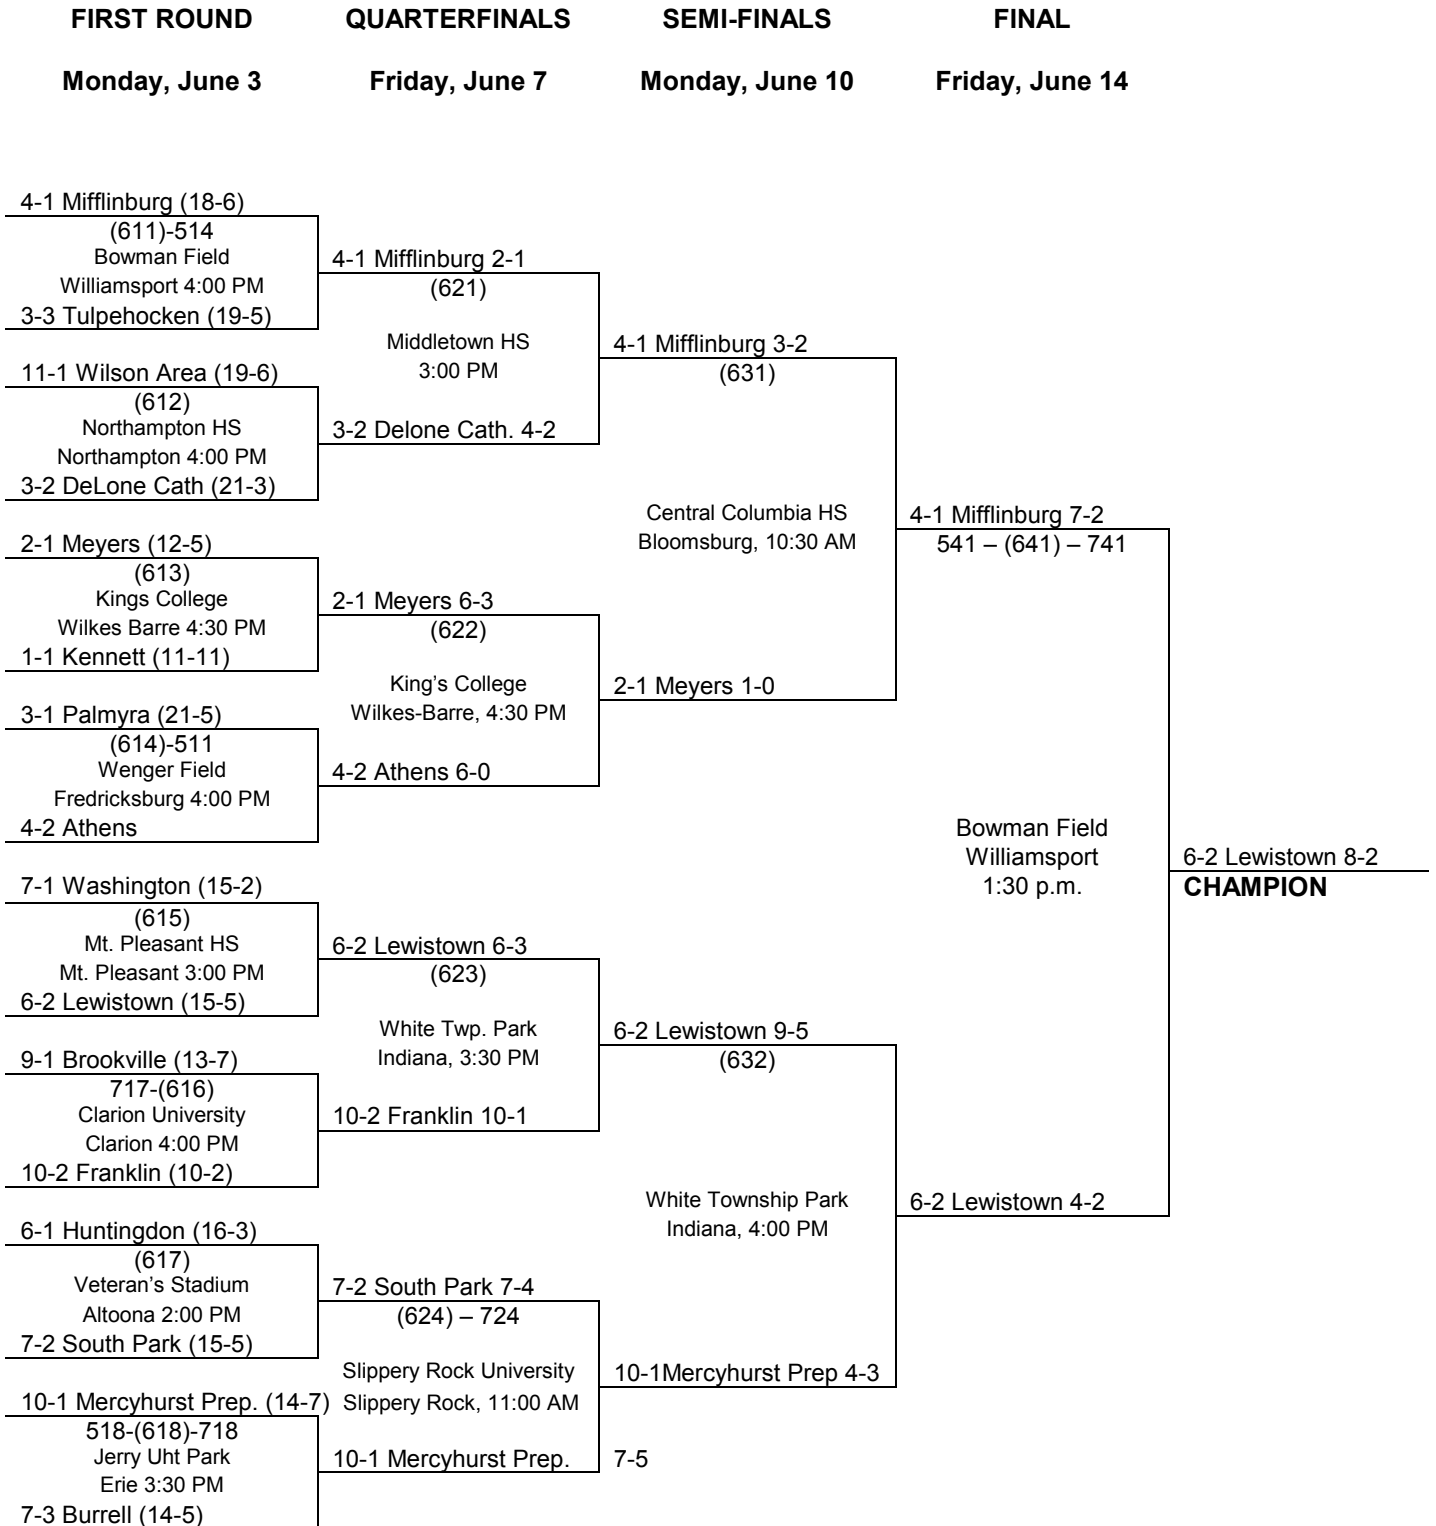 FIRST ROUND
QUARTERFINALS
SEMI-FINALS
FINAL
Monday, June 3
Friday, June 7
Monday, June 10
Friday, June 14
4-1 Mifflinburg (18-6)
(611)-514
Bowman Field
Williamsport 4:00 PM
3-3 Tulpehocken (19-5)
11-1 Wilson Area (19-6)
(612)
Northampton HS
Northampton 4:00 PM
3-2 DeLone Cath (21-3)
2-1 Meyers (12-5)
(613)
Kings College
Wilkes Barre 4:30 PM
1-1 Kennett (11-11)
3-1 Palmyra (21-5)
(614)-511
Wenger Field
Fredricksburg 4:00 PM
4-2 Athens
7-1 Washington (15-2)
(615)
Mt. Pleasant HS
Mt. Pleasant 3:00 PM
6-2 Lewistown (15-5)
9-1 Brookville (13-7)
717-(616)
Clarion University
Clarion 4:00 PM
10-2 Franklin (10-2)
6-1 Huntingdon (16-3)
(617)
Veteran's Stadium
Altoona 2:00 PM
7-2 South Park (15-5)
10-1 Mercyhurst Prep. (14-7)
518-(618)-718
Jerry Uht Park
Erie 3:30 PM
7-3 Burrell (14-5)
4-1 Mifflinburg 2-1
(621)
Middletown HS
3:00 PM
3-2 Delone Cath. 4-2
2-1 Meyers 6-3
(622)
King's College
Wilkes-Barre, 4:30 PM
4-2 Athens 6-0
6-2 Lewistown 6-3
(623)
White Twp. Park
Indiana, 3:30 PM
10-2 Franklin 10-1
7-2 South Park 7-4
(624) – 724
Slippery Rock University
Slippery Rock, 11:00 AM
10-1 Mercyhurst Prep.
7-5
4-1 Mifflinburg 3-2
(631)
Central Columbia HS
Bloomsburg, 10:30 AM
2-1 Meyers 1-0
6-2 Lewistown 9-5
(632)
White Township Park
Indiana, 4:00 PM
10-1Mercyhurst Prep 4-3
4-1 Mifflinburg 7-2
541 – (641) – 741
Bowman Field
Williamsport
1:30 p.m.
6-2 Lewistown 4-2
6-2 Lewistown 8-2
CHAMPION